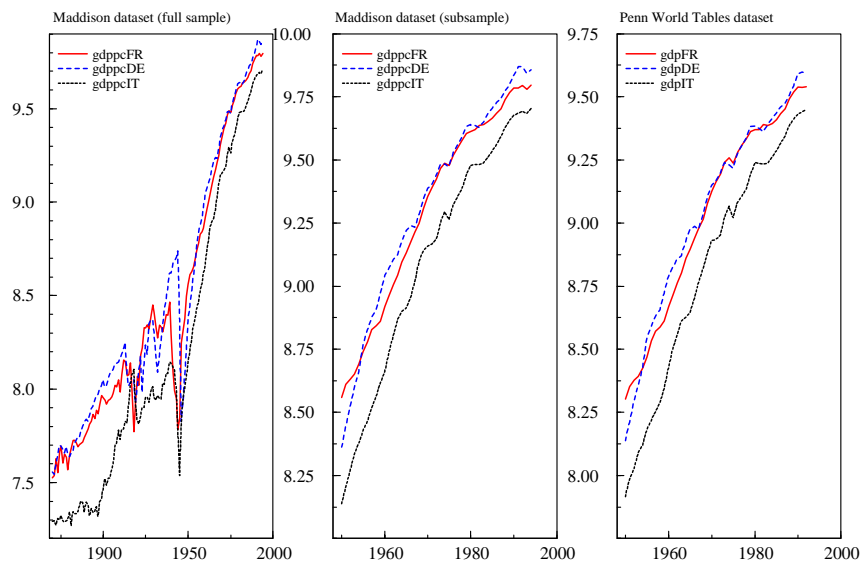 Maddison dataset (full sample)
gdppcFR
gdppcDE
gdppcIT
9.5
9.0
8.5
8.0
7.5
1900
1950
2000
Maddison dataset (subsample)
10.00
gdppcFR
gdppcDE
gdppcIT
9.75
9.50
9.25
9.00
8.75
8.50
8.25
1960
1980
2000
Penn World Tables dataset
9.75
gdpFR
gdpDE
gdpIT
9.50
9.25
9.00
8.75
8.50
8.25
8.00
1960
1980
2000